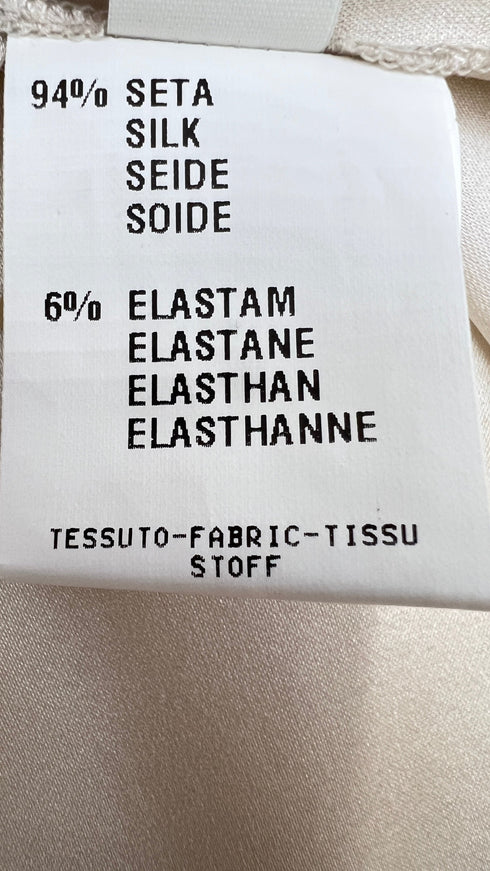 94% SETA
SILK
SEIDE
SOIDE
6% ELASTAM
ELASTANE
ELASTHAN
ELASTHANNE
TESSUTO-FABRIC-TISSU
STOFF